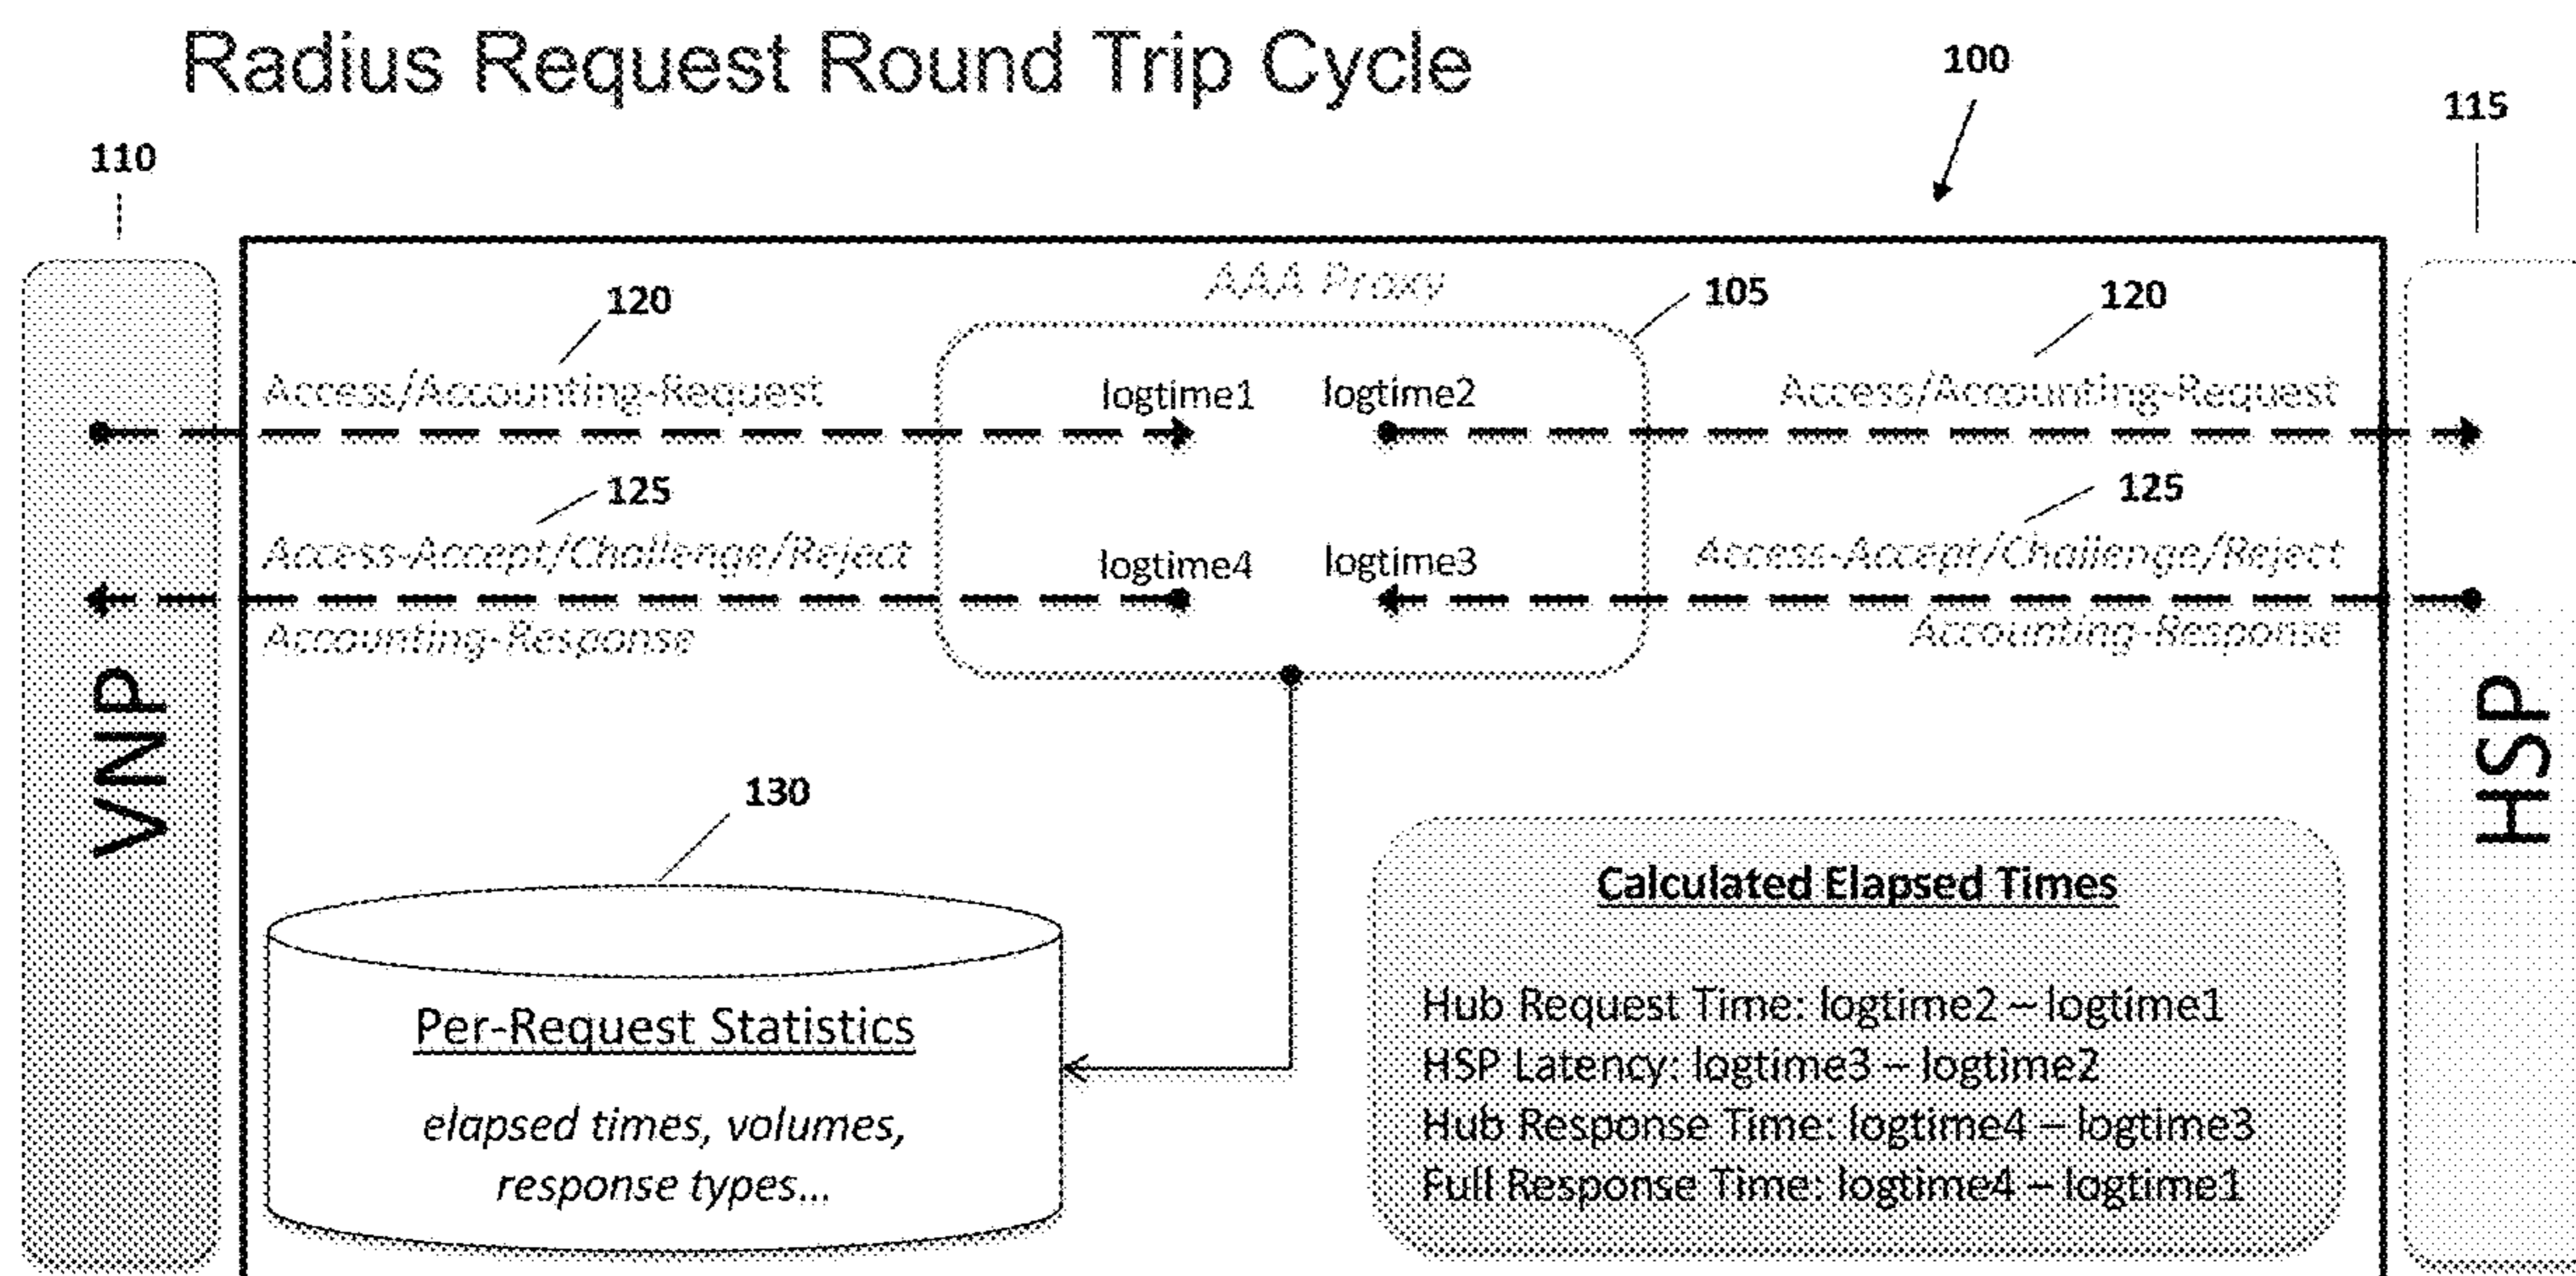 Radius Request Round Trip Cycle
100
115
110
AAA Proxy
105
120
120
Access/Accounting-Request
logtime1
logtime2
Access/Accounting-Request
125
125
Access-Accept/Challenge/Reject
logtime4
logtime3
Access-Accept/Challenge/Reject
Accounting-Response
Accounting-Response
VNP
HSP
130
Calculated Elapsed Times
Per-Request Statistics
elapsed times, volumes,
response types...
Hub Request Time: logtime2 – logtime1
HSP Latency: logtime3 – logtime2
Hub Response Time: logtime4 – logtime3
Full Response Time: logtime4 – logtime1